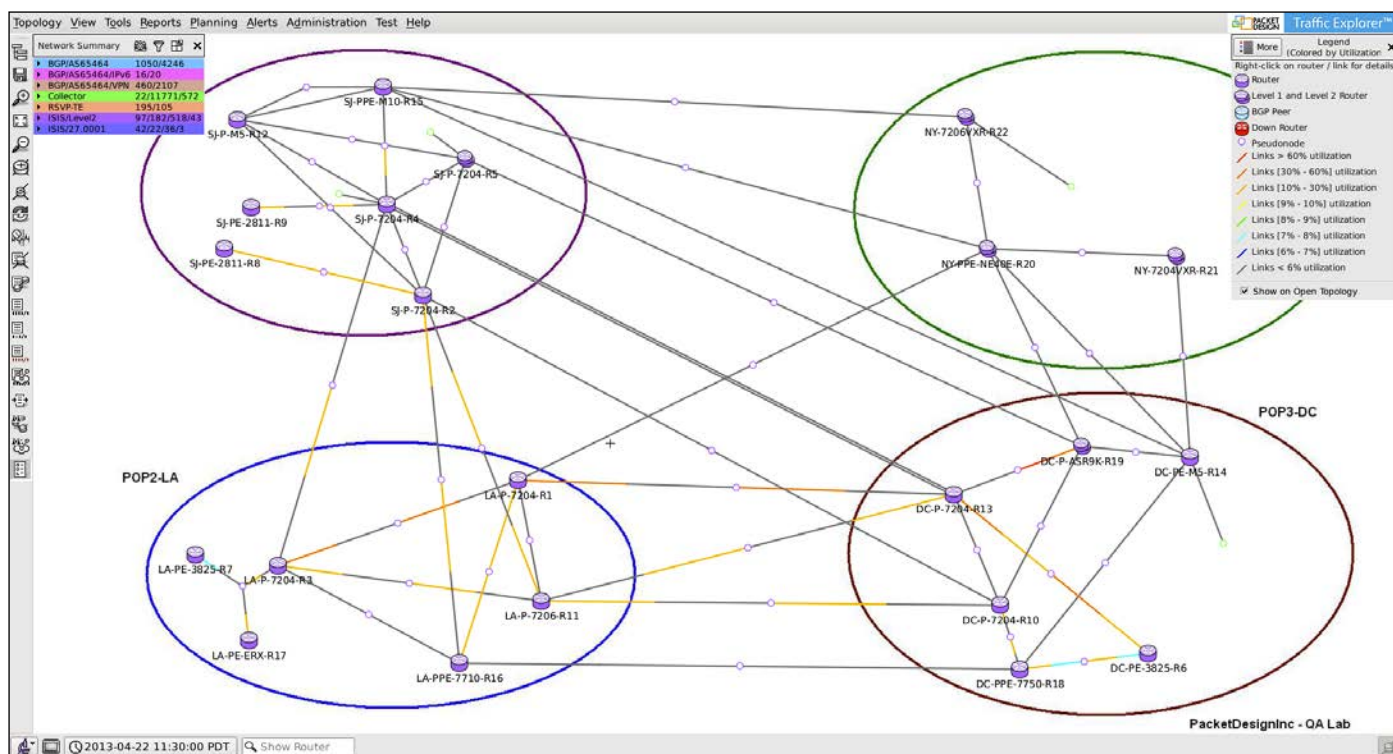 Topology View Tools Reports Planning Alerts Administration Test Help
PACKET DESIGN
Traffic Explorer™
Network Summary
BGP/AS65464 1050/4246
BGP/AS65464/IPv6 16/20
BGP/AS65464/VPN 460/2107
Collector 22/11771/572
RSVP-TE 195/105
ISIS/Level2 97/182/518/43
ISIS/27.0001 42/22/36/3
More
Legend
(Colored by Utilization
Right-click on router / link for details
Router
Level 1 and Level 2 Router
BGP Peer
Down Router
Pseudonode
Links > 60% utilization
Links [30% - 60%] utilization
Links [10% - 30%] utilization
Links [9% - 10%] utilization
Links [8% - 9%] utilization
Links [7% - 8%] utilization
Links [6% - 7%] utilization
Links < 6% utilization
Show on Open Topology
SJ-PPE-M10-R15
SJ-P-M5-R12
SJ-P-7204-R5
SJ-P-7204-R4
SJ-PE-2811-R9
SJ-PE-2811-R8
SJ-P-7204-R2
NY-7206VXR-R22
NY-PPE-NE40E-R20
NY-7204VXR-R21
POP3-DC
POP2-LA
DC-P-ASR9K-R19
DC-PE-M5-R14
LA-P-7204-R1
DC-P-7204-R13
LA-PE-3825-R7
LA-P-7204-R3
LA-P-7206-R11
DC-P-7204-R10
LA-PE-ERX-R17
LA-PPE-7710-R16
DC-PE-3825-R6
DC-PPE-7750-R18
PacketDesignInc - QA Lab
2013-04-22 11:30:00 PDT
Show Router